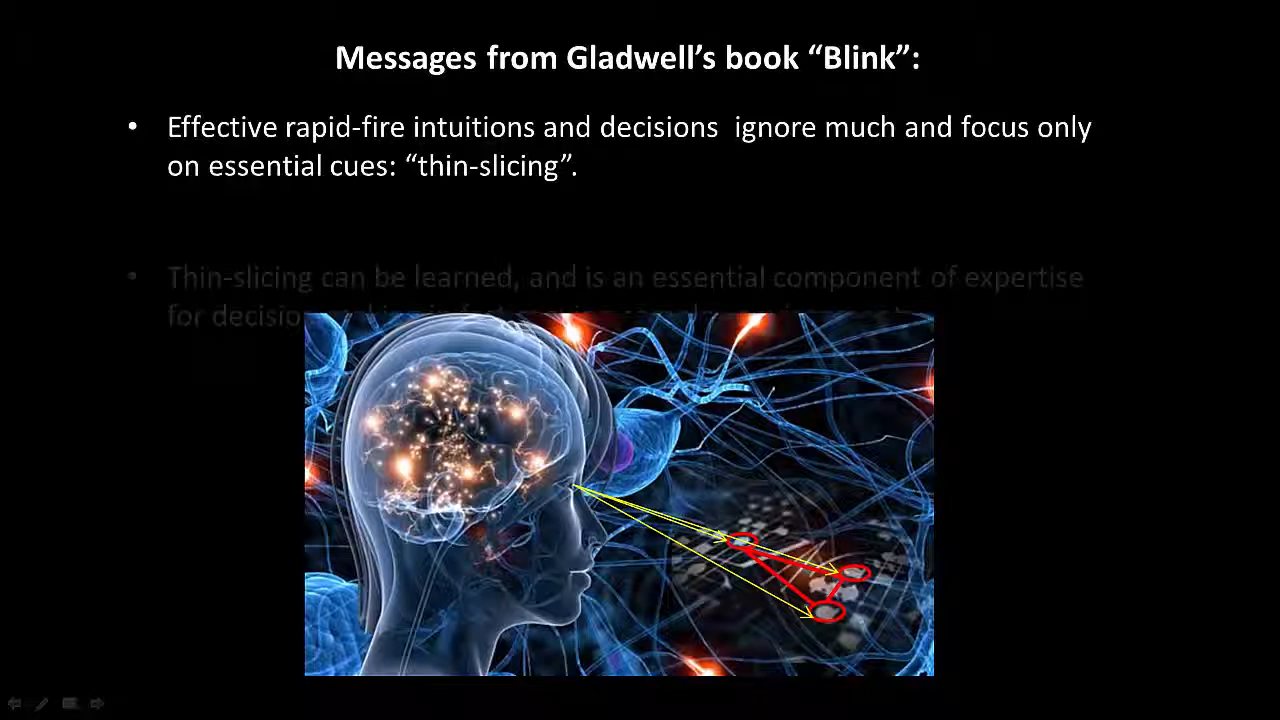 Messages from Gladwell’s book “Blink”:
• Effective rapid-fire intuitions and decisions  ignore much and focus only
on essential cues: “thin-slicing”.
• Thin-slicing can be learned, and is an essential component of expertise
for